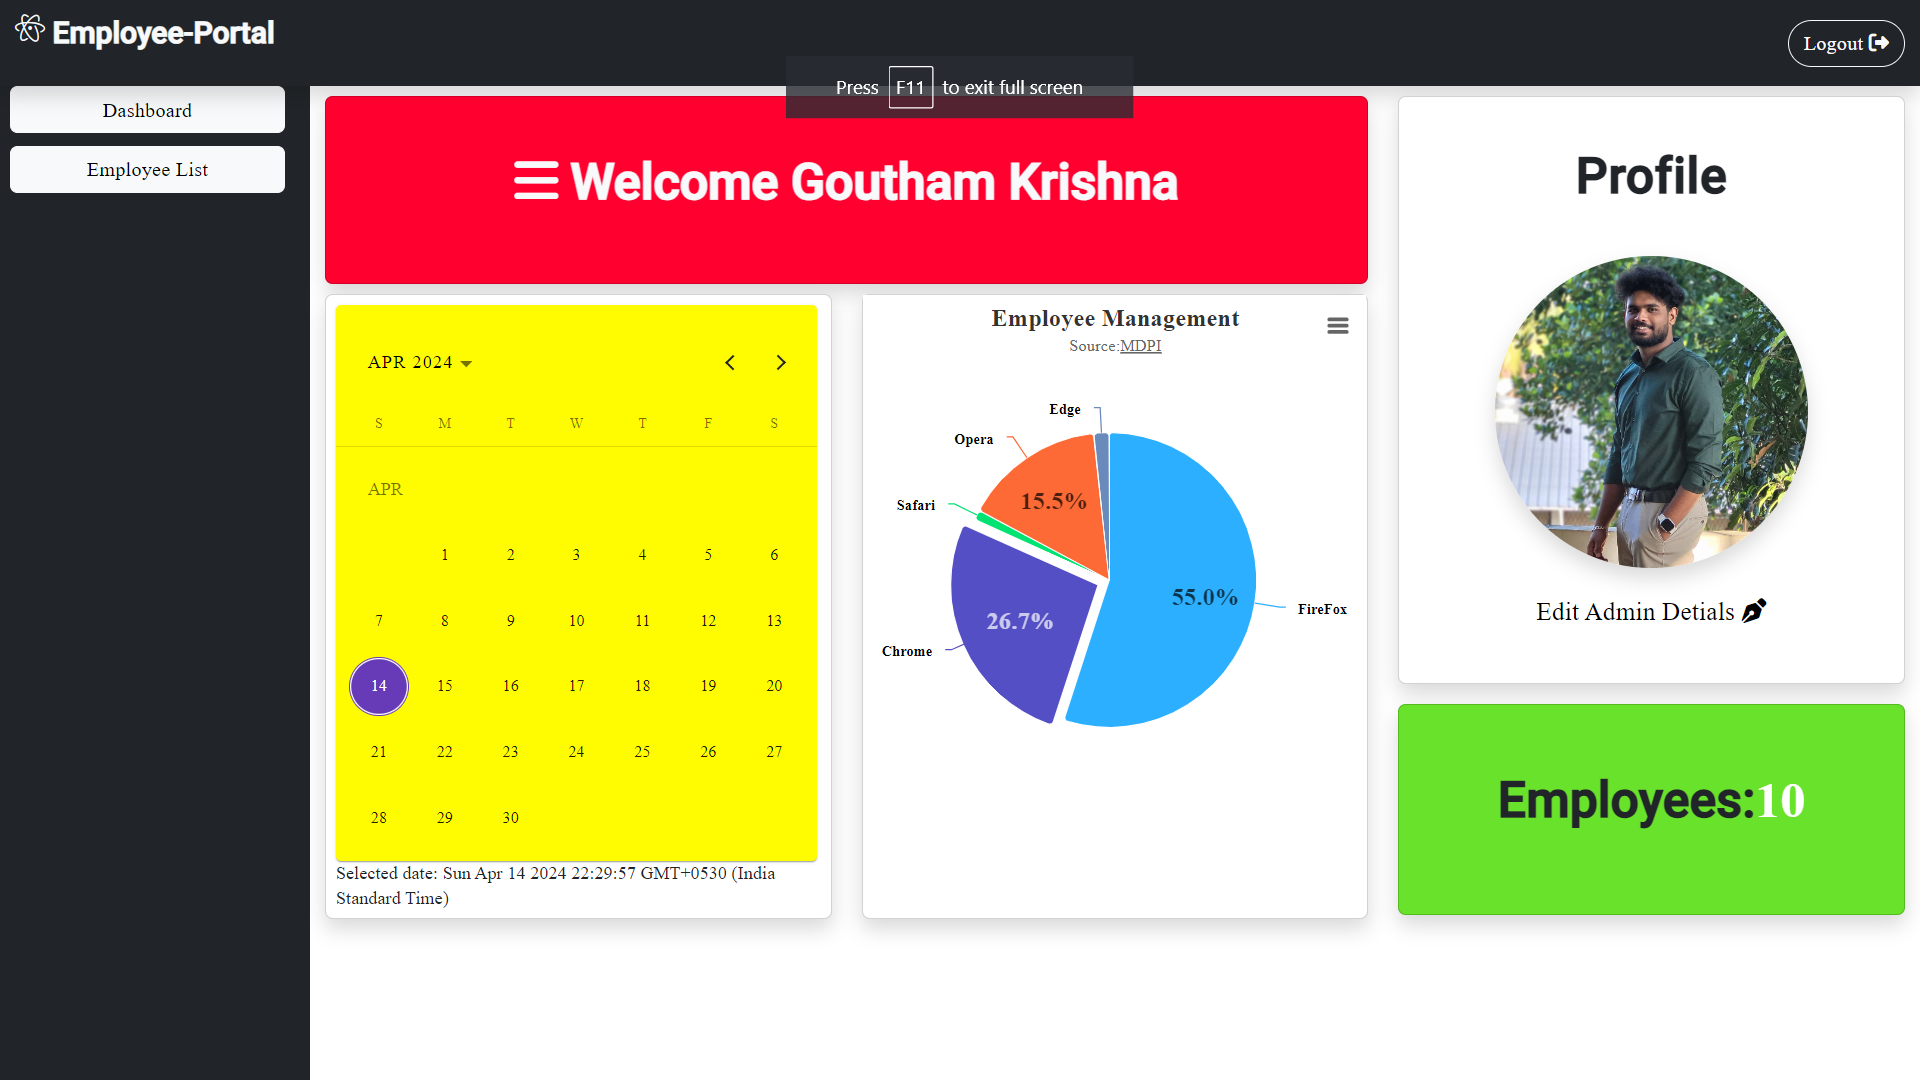 Employee-Portal
Logout
Press F11 to exit full screen
Dashboard
Employee List
Welcome Goutham Krishna
APR 2024
S M T W T F S
APR
1 2 3 4 5 6
7 8 9 10 11 12 13
14 15 16 17 18 19 20
21 22 23 24 25 26 27
28 29 30
Selected date: Sun Apr 14 2024 22:29:57 GMT+0530 (India
Standard Time)
Employee Management
Source:MDPI
Edge
Opera
15.5%
Safari
55.0%
FireFox
26.7%
Chrome
Profile
Edit Admin Detials
Employees:10